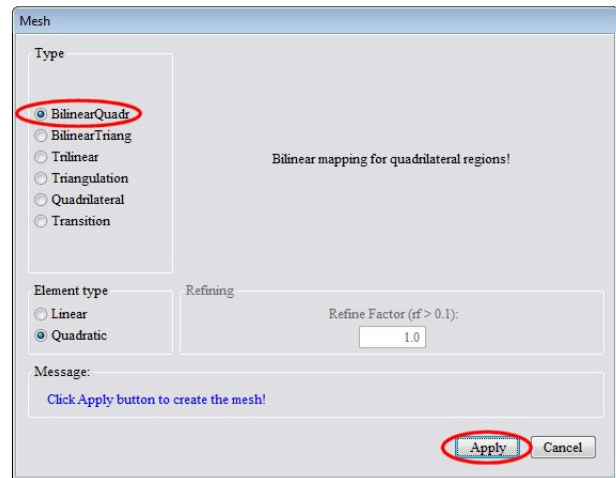 Mesh
Type
BilinearQuadr
BilinearTriang
Trilinear
Triangulation
Quadrilateral
Transition
Bilinear mapping for quadrilateral regions!
Element type
Linear
Quadratic
Refining
Refine Factor (rf > 0.1):
1.0
Message:
Click Apply button to create the mesh!
Apply Cancel